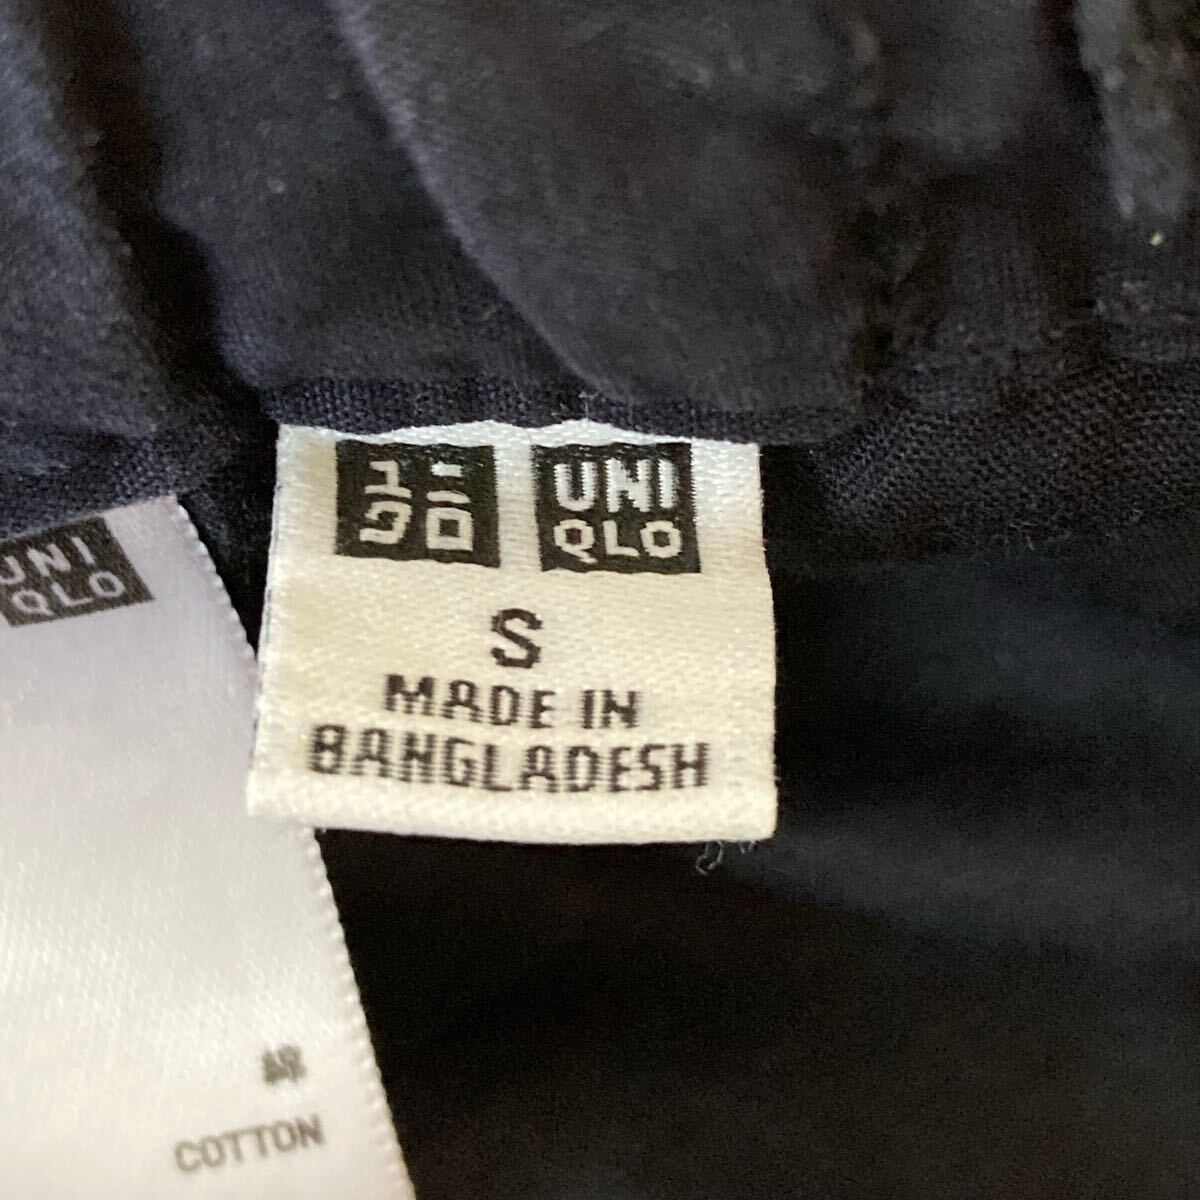 ユニ
クロ
UNI
QLO
S
MADE IN
BANGLADESH
UNI
QLO
綿
COTTON